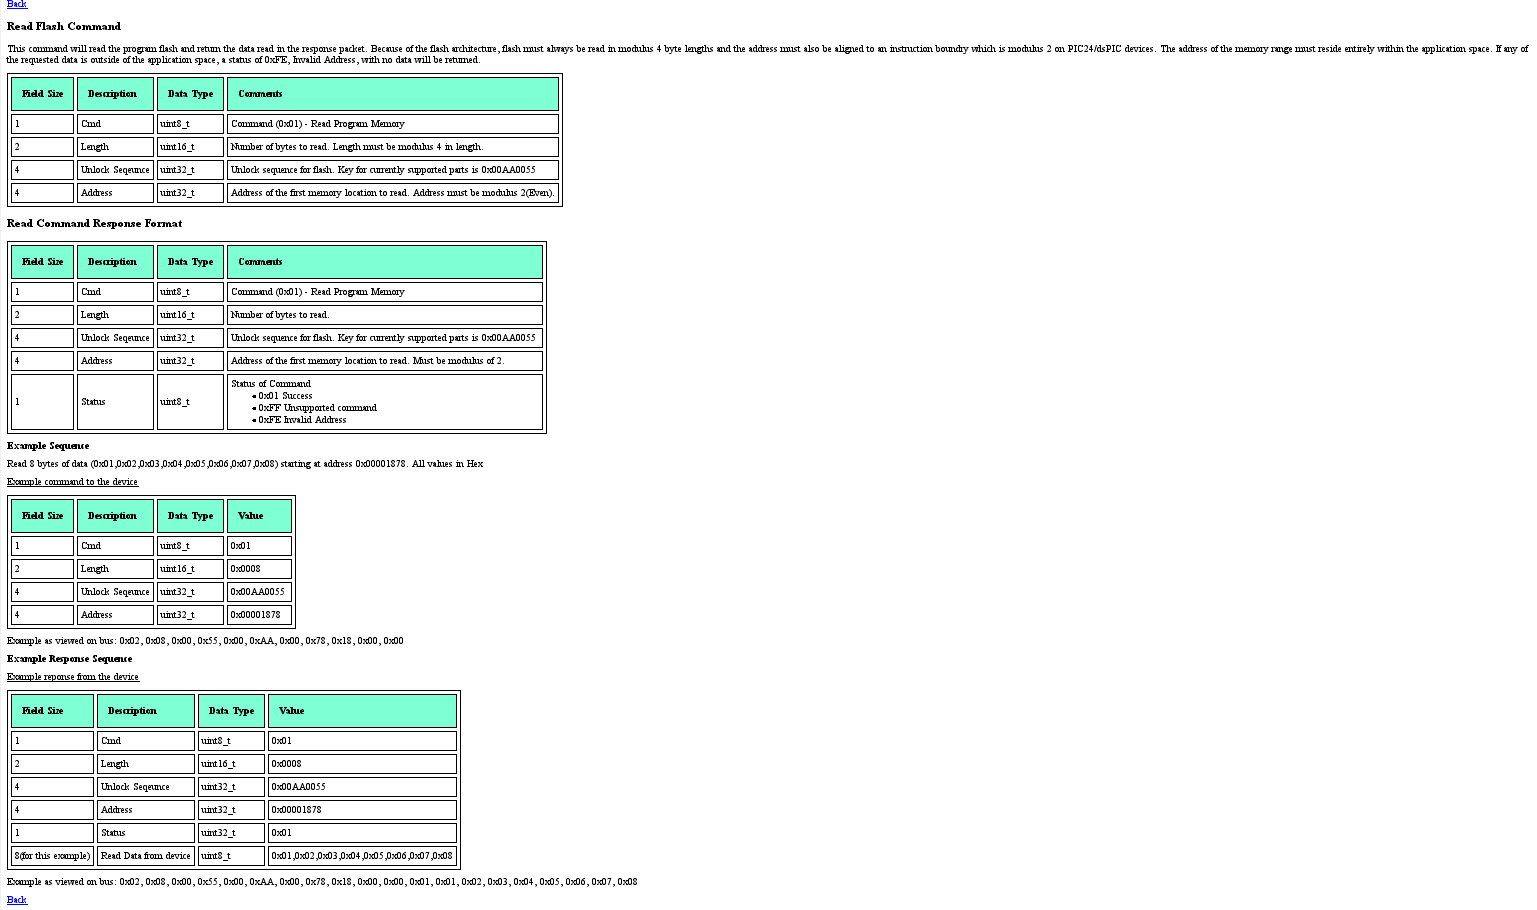 Back
Read Flash Command
This command will read the program flash and return the data read in the response packet. Because of the flash architecture, flash must always be read in modulus 4 byte lengths and the address must also be aligned to an instruction boundry which is modulus 2 on PIC24/dsPIC devices. The address of the memory range must reside entirely within the application space. If any of
the requested data is outside of the application space, a status of 0xFE, Invalid Address, with no data will be returned.
Field Size Description Data Type Comments
1 Cmd uint8_t Command (0x01) - Read Program Memory
2 Length uint16_t Number of bytes to read. Length must be modulus 4 in length.
4 Unlock Seqeunce uint32_t Unlock sequence for flash. Key for currently supported parts is 0x00AA0055
4 Address uint32_t Address of the first memory location to read. Address must be modulus 2(Even).
Read Command Response Format
Field Size Description Data Type Comments
1 Cmd uint8_t Command (0x01) - Read Program Memory
2 Length uint16_t Number of bytes to read.
4 Unlock Seqeunce uint32_t Unlock sequence for flash. Key for currently supported parts is 0x00AA0055
4 Address uint32_t Address of the first memory location to read. Must be modulus of 2.
1 Status uint8_t Status of Command
• 0x01 Success
• 0xFF Unsupported command
• 0xFE Invalid Address
Example Sequence
Read 8 bytes of data (0x01,0x02,0x03,0x04,0x05,0x06,0x07,0x08) starting at address 0x00001878. All values in Hex
Example command to the device
Field Size Description Data Type Value
1 Cmd uint8_t 0x01
2 Length uint16_t 0x0008
4 Unlock Seqeunce uint32_t 0x00AA0055
4 Address uint32_t 0x00001878
Example as viewed on bus: 0x02, 0x08, 0x00, 0x55, 0x00, 0xAA, 0x00, 0x78, 0x18, 0x00, 0x00
Example Response Sequence
Example reponse from the device
Field Size Description Data Type Value
1 Cmd uint8_t 0x01
2 Length uint16_t 0x0008
4 Unlock Seqeunce uint32_t 0x00AA0055
4 Address uint32_t 0x00001878
1 Status uint32_t 0x01
8(for this example) Read Data from device uint8_t 0x01,0x02,0x03,0x04,0x05,0x06,0x07,0x08
Example as viewed on bus: 0x02, 0x08, 0x00, 0x55, 0x00, 0xAA, 0x00, 0x78, 0x18, 0x00, 0x00, 0x01, 0x01, 0x02, 0x03, 0x04, 0x05, 0x06, 0x07, 0x08
Back